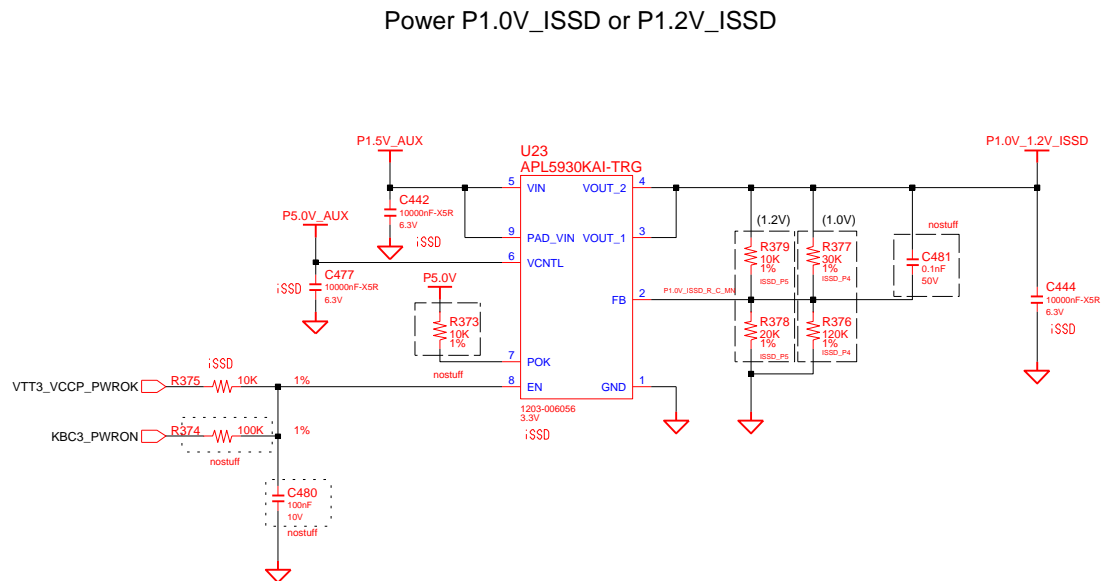 Power P1.0V_ISSD or P1.2V_ISSD
P1.5V_AUX
P1.0V_1.2V_ISSD
U23
APL5930KAI-TRG
5 VIN VOUT_2 4
C442
10000nF-X5R
6.3V
iSSD
P5.0V_AUX
nostuff
(1.2V) (1.0V)
9 PAD_VIN VOUT_1 3
R379
10K
1%
ISSD_P5
R377
30K
1%
ISSD_P4
C481
0.1nF
50V
6 VCNTL
C477
10000nF-X5R
6.3V
iSSD
P5.0V
FB 2
P1.0V_ISSD_R_C_MN
C444
10000nF-X5R
6.3V
iSSD
R373
10K
1%
nostuff
R378
20K
1%
ISSD_P5
R376
120K
1%
ISSD_P4
7 POK
iSSD
VTT3_VCCP_PWROK R375 10K 1%
8 EN GND 1
1203-006056
3.3V
iSSD
KBC3_PWRON R374 100K 1%
nostuff
C480
100nF
10V
nostuff